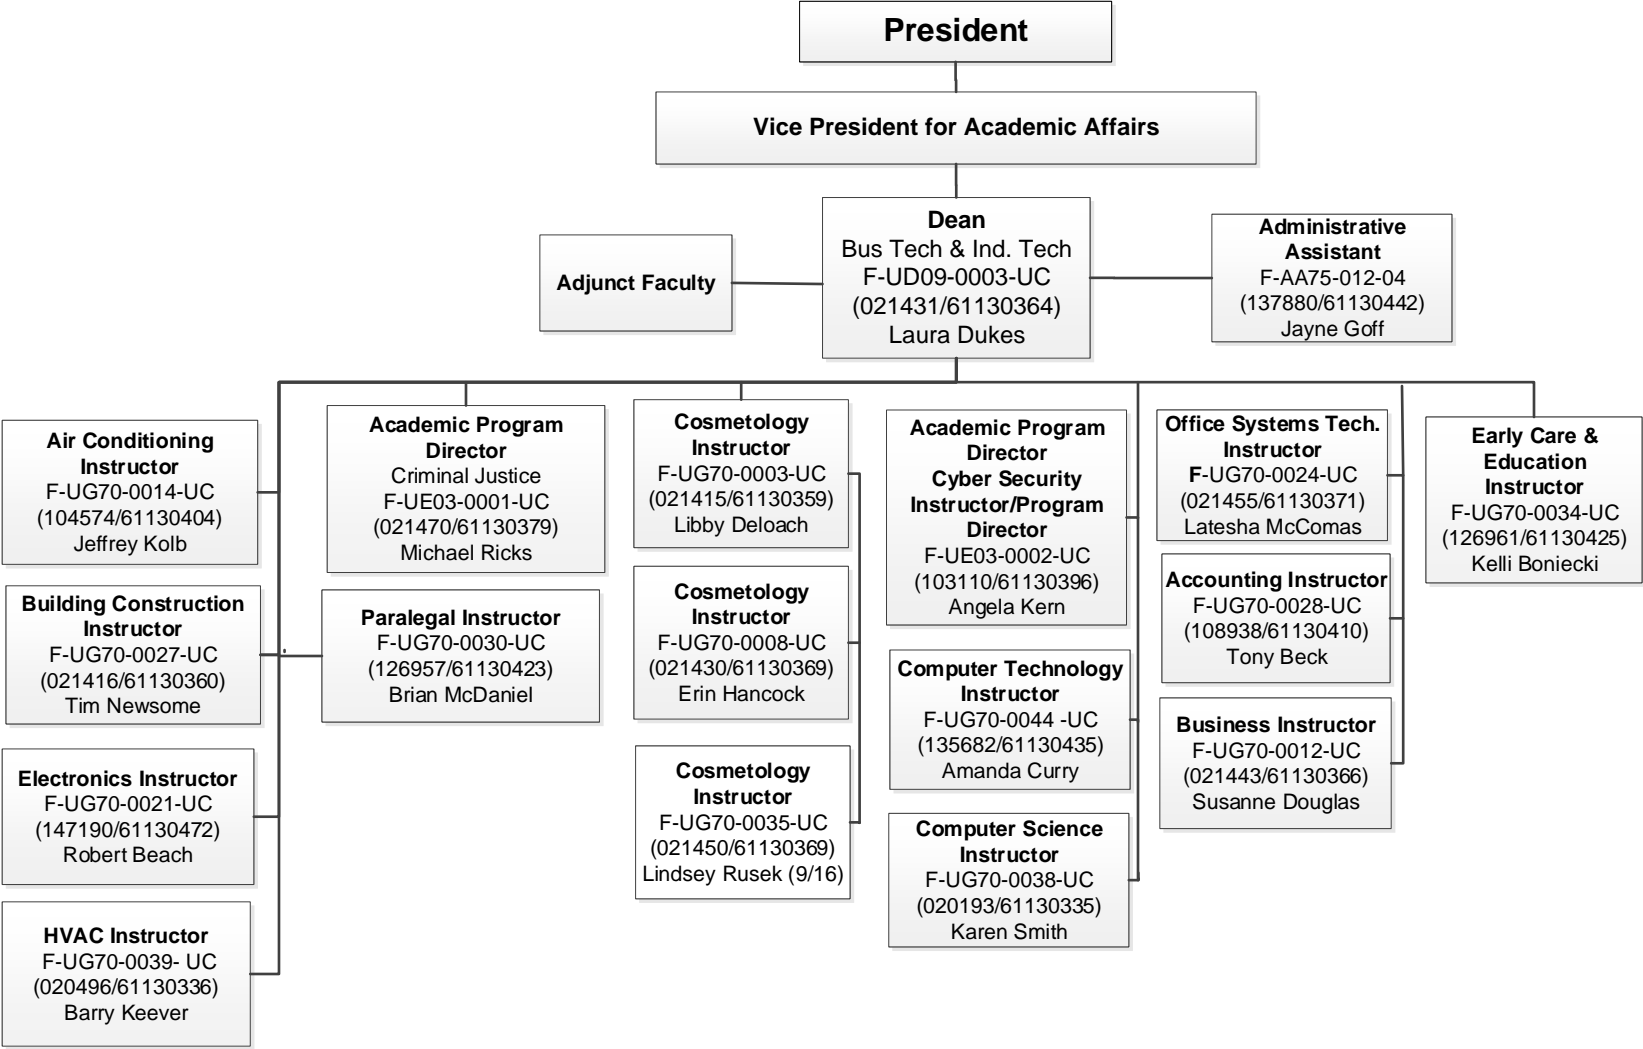 President
Vice President for Academic Affairs
Dean
Bus Tech & Ind. Tech
F-UD09-0003-UC
(021431/61130364)
Laura Dukes
Adjunct Faculty
Administrative
Assistant
F-AA75-012-04
(137880/61130442)
Jayne Goff
Air Conditioning
Instructor
F-UG70-0014-UC
(104574/61130404)
Jeffrey Kolb
Building Construction
Instructor
F-UG70-0027-UC
(021416/61130360)
Tim Newsome
Electronics Instructor
F-UG70-0021-UC
(147190/61130472)
Robert Beach
HVAC Instructor
F-UG70-0039- UC
(020496/61130336)
Barry Keever
Academic Program
Director
Criminal Justice
F-UE03-0001-UC
(021470/61130379)
Michael Ricks
Paralegal Instructor
F-UG70-0030-UC
(126957/61130423)
Brian McDaniel
Cosmetology
Instructor
F-UG70-0003-UC
(021415/61130359)
Libby Deloach
Cosmetology
Instructor
F-UG70-0008-UC
(021430/61130369)
Erin Hancock
Cosmetology
Instructor
F-UG70-0035-UC
(021450/61130369)
Lindsey Rusek (9/16)
Academic Program
Director
Cyber Security
Instructor/Program
Director
F-UE03-0002-UC
(103110/61130396)
Angela Kern
Computer Technology
Instructor
F-UG70-0044 -UC
(135682/61130435)
Amanda Curry
Computer Science
Instructor
F-UG70-0038-UC
(020193/61130335)
Karen Smith
Office Systems Tech.
Instructor
F-UG70-0024-UC
(021455/61130371)
Latesha McComas
Accounting Instructor
F-UG70-0028-UC
(108938/61130410)
Tony Beck
Business Instructor
F-UG70-0012-UC
(021443/61130366)
Susanne Douglas
Early Care &
Education
Instructor
F-UG70-0034-UC
(126961/61130425)
Kelli Boniecki